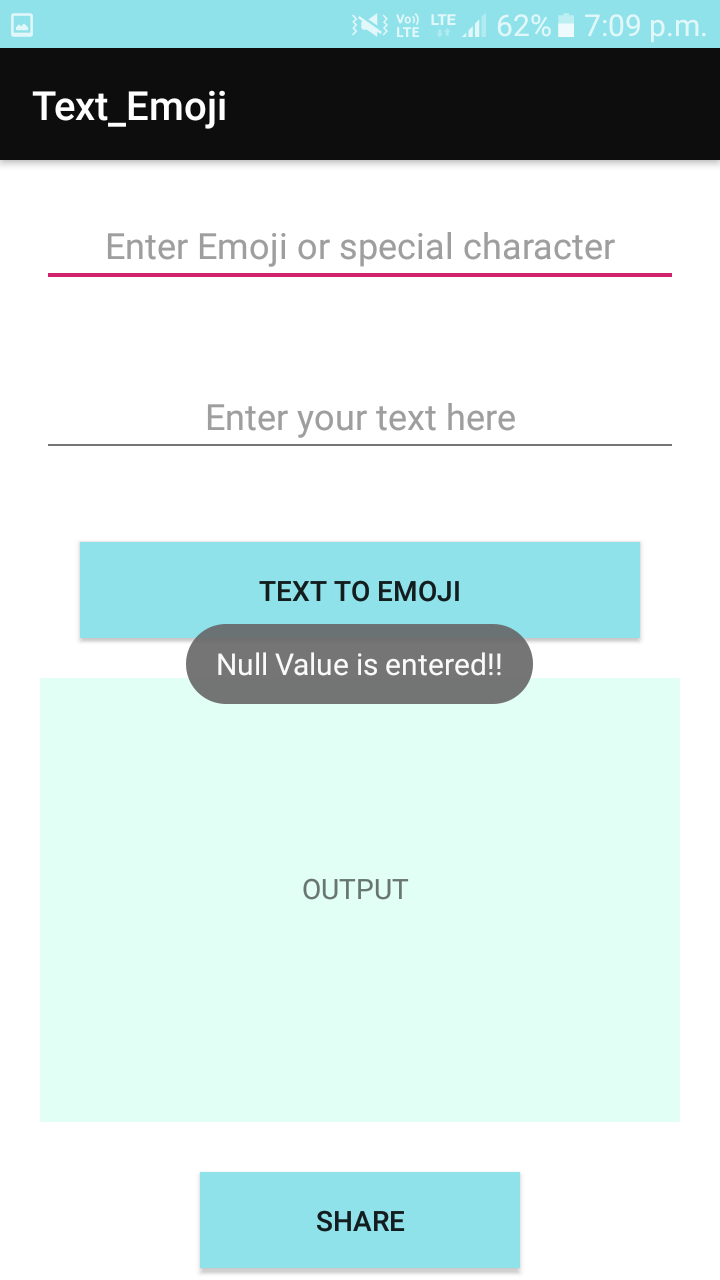 Vo)) LTE LTE 62% 7:09 p.m.
Text_Emoji
Enter Emoji or special character
Enter your text here
TEXT TO EMOJI
Null Value is entered!!
OUTPUT
SHARE